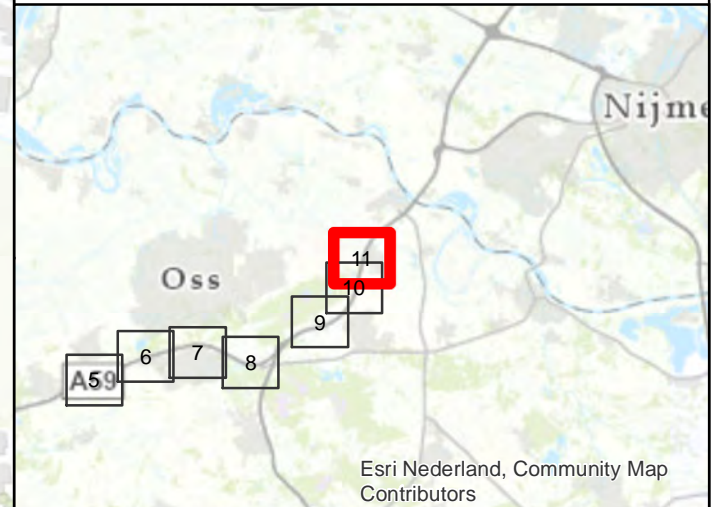 Nijme
Oss
11
10
9
8
7
6
A59
5
Esri Nederland, Community Map
Contributors